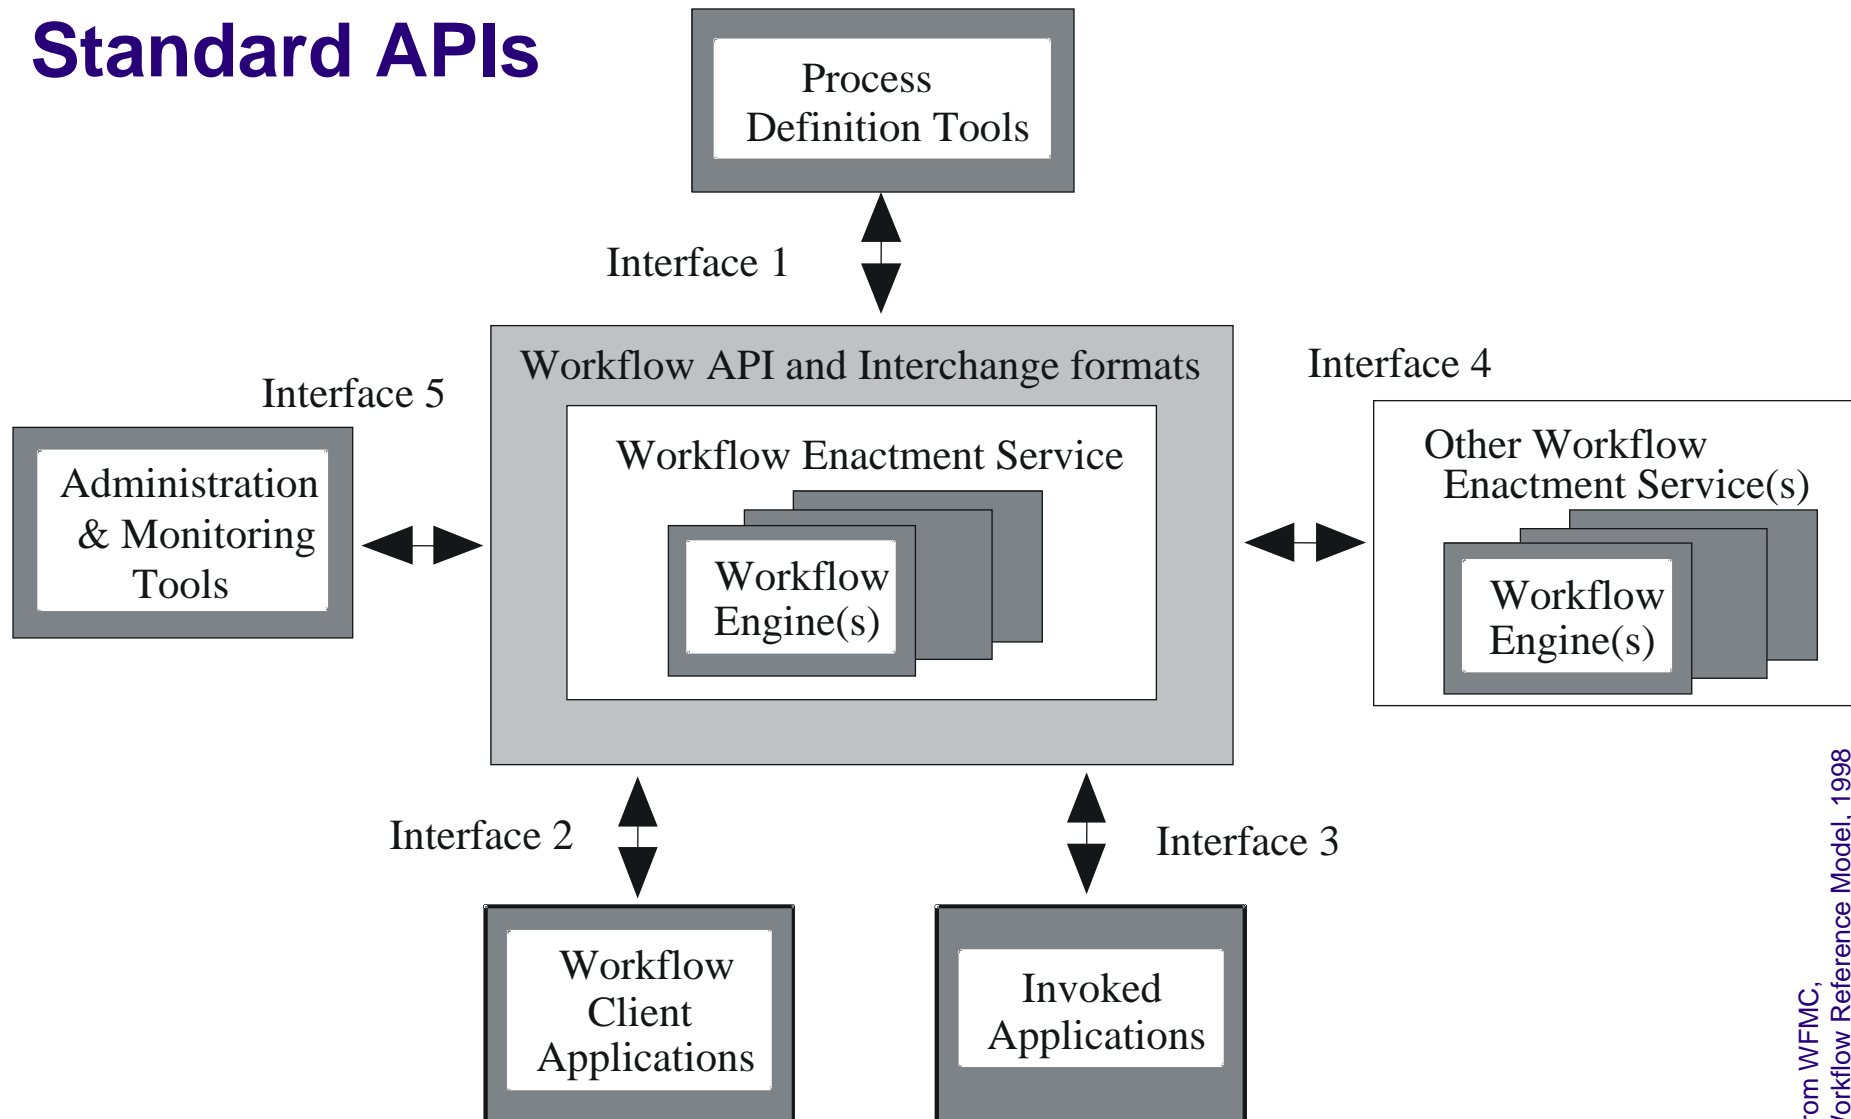 Standard APIs
Process
Definition Tools
Interface 1
Workflow API and Interchange formats
Interface 4
Interface 5
Workflow Enactment Service
Other Workflow
Enactment Service(s)
Administration
& Monitoring
Tools
Workflow
Engine(s)
Workflow
Engine(s)
Interface 2
Interface 3
Workflow
Client
Applications
Invoked
Applications
rom WFMC,
orkflow Reference Model, 1998